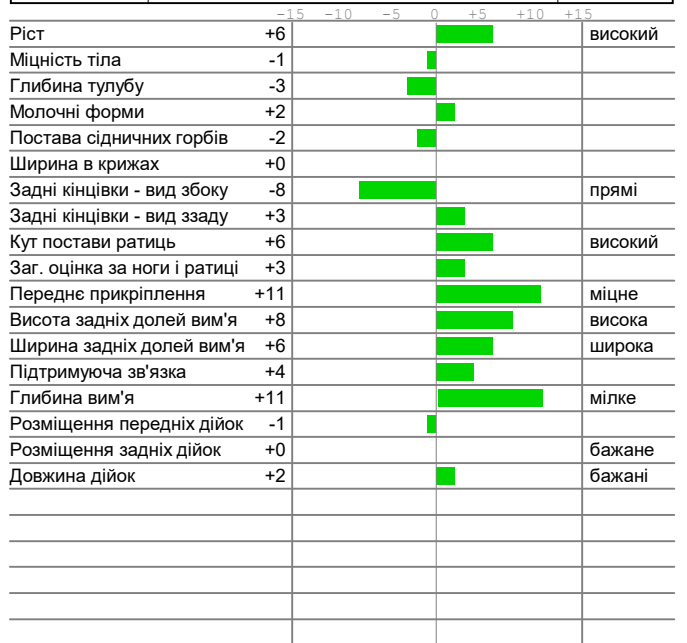 -15 -10 -5 0 +5 +10 +15
Ріст +6 високий
Міцність тіла -1
Глибина тулубу -3
Молочні форми +2
Постава сідничних горбів -2
Ширина в крижах +0
Задні кінцівки - вид збоку -8 прямі
Задні кінцівки - вид ззаду +3
Кут постави ратиць +6 високий
Заг. оцінка за ноги і ратиці +3
Переднє прикріплення +11 міцне
Висота задніх долей вим'я +8 висока
Ширина задніх долей вим'я +6 широка
Підтримуюча зв'язка +4
Глибина вим'я +11 мілке
Розміщення передніх дійок -1
Розміщення задніх дійок +0 бажане
Довжина дійок +2 бажані